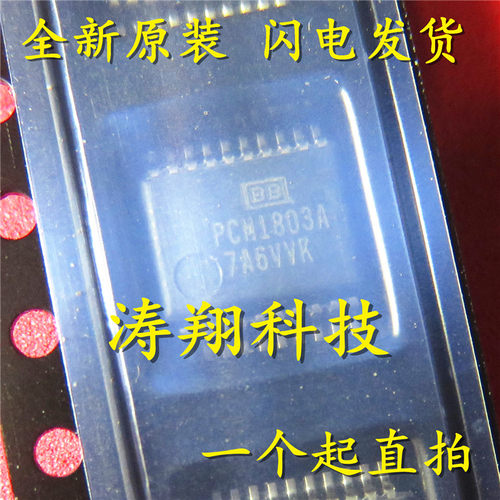 全新原装 闪电发货
BB
PCM1803A
7A6VVK
涛翔科技
一个起直拍